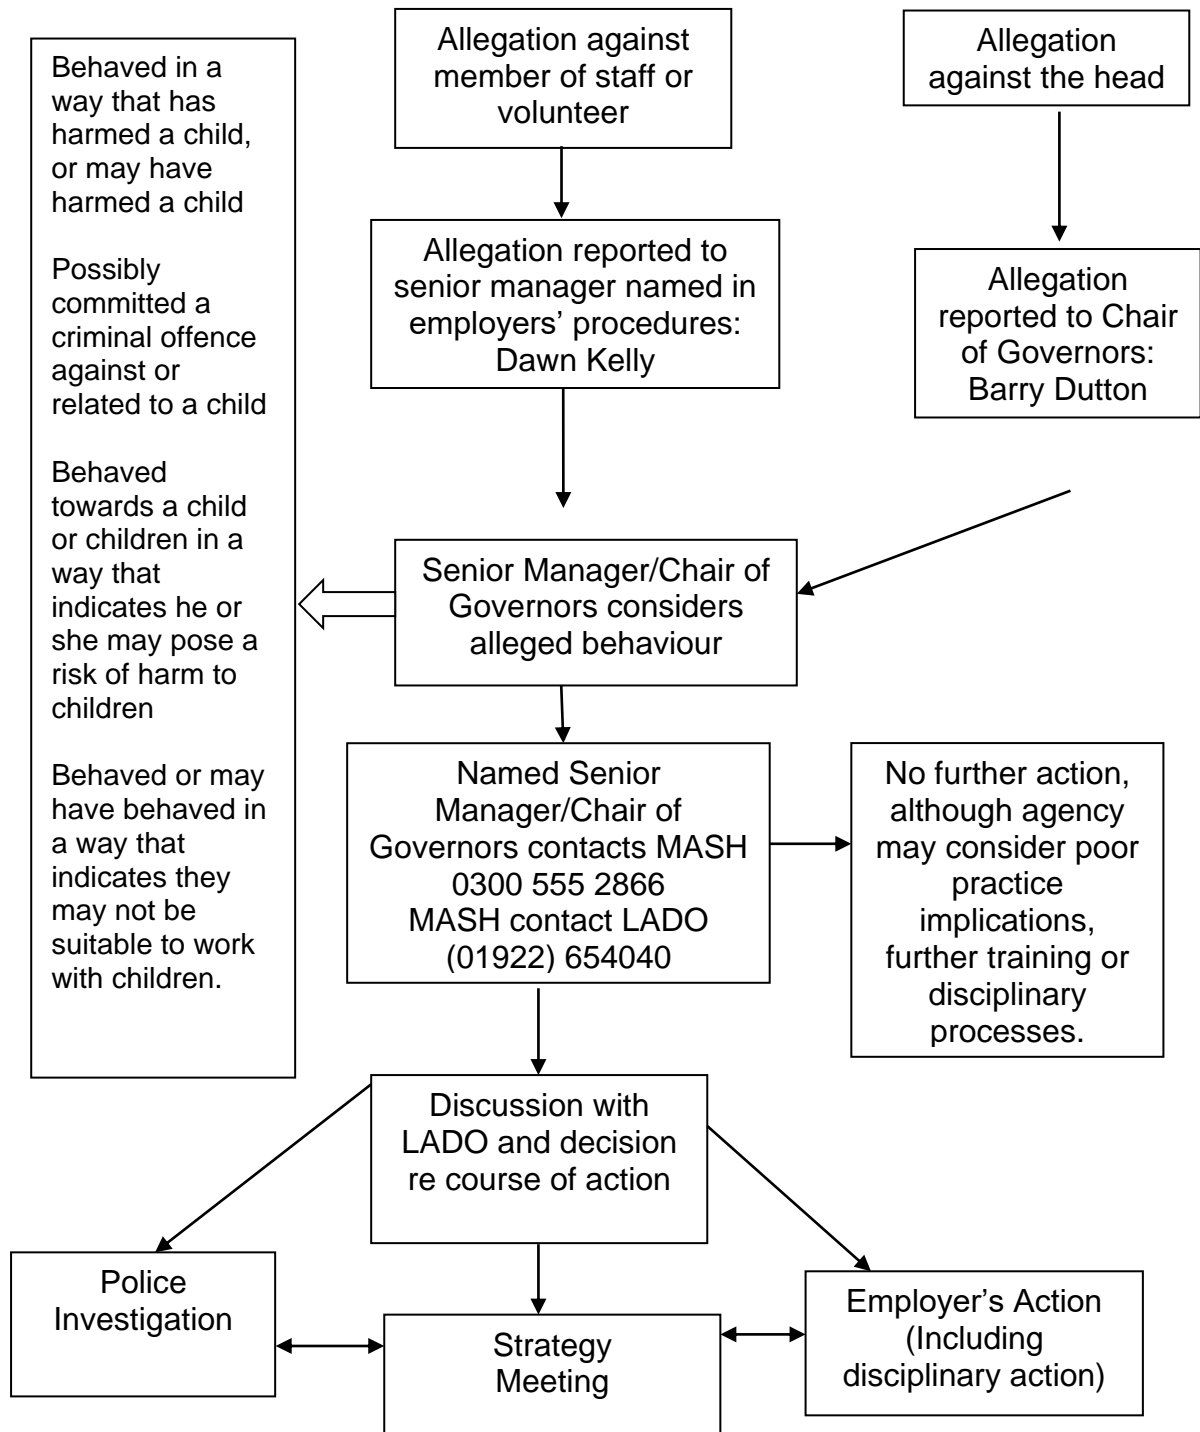 Allegation against
member of staff or
volunteer
Allegation
against the head
Behaved in a
way that has
harmed a child,
or may have
harmed a child
Possibly
committed a
criminal offence
against or
related to a child
Behaved
towards a child
or children in a
way that
indicates he or
she may pose a
risk of harm to
children
Behaved or may
have behaved in
a way that
indicates they
may not be
suitable to work
with children.
Allegation reported to
senior manager named in
employers’ procedures:
Dawn Kelly
Allegation
reported to Chair
of Governors:
Barry Dutton
Senior Manager/Chair of
Governors considers
alleged behaviour
Named Senior
Manager/Chair of
Governors contacts MASH
0300 555 2866
MASH contact LADO
(01922) 654040
No further action,
although agency
may consider poor
practice
implications,
further training or
disciplinary
processes.
Discussion with
LADO and decision
re course of action
Police
Investigation
Strategy
Meeting
Employer’s Action
(Including
disciplinary action)